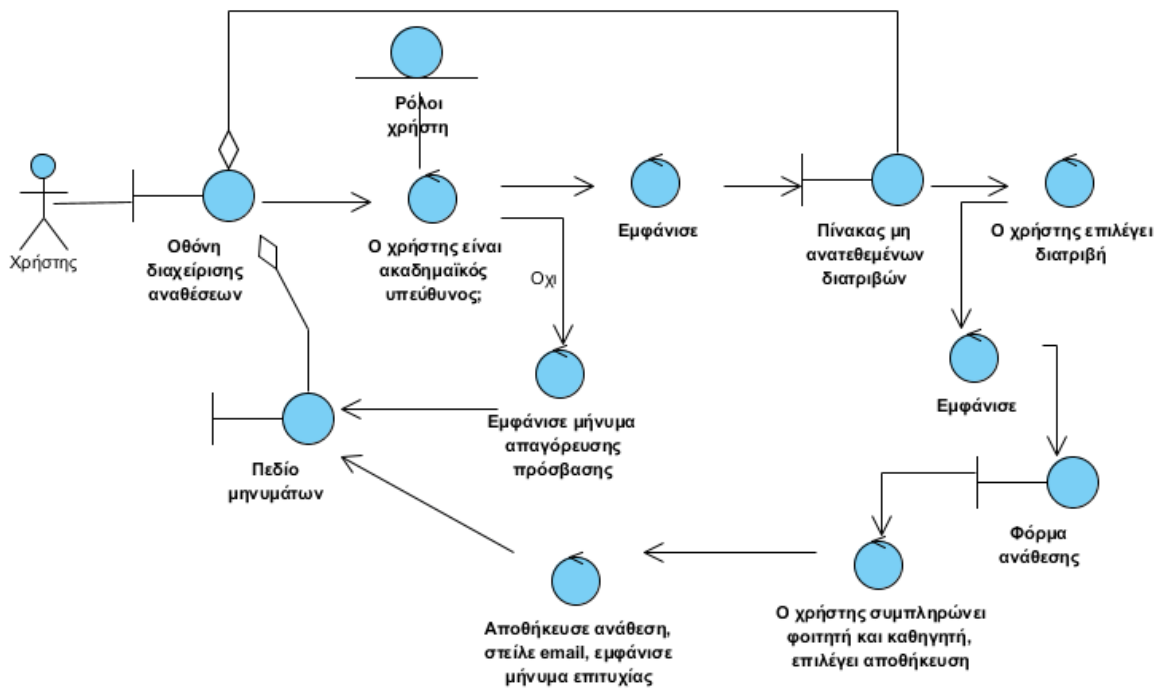 Ρόλοι
χρήστη
Χρήστης
Οθόνη
διαχείρισης
αναθέσεων
Ο χρήστης είναι
ακαδημαϊκός
υπεύθυνος;
Εμφάνισε
Πίνακας μη
ανατεθεμένων
διατριβών
Ο χρήστης επιλέγει
διατριβή
Οχι
Εμφάνισε
Εμφάνισε μήνυμα
απαγόρευσης
πρόσβασης
Πεδίο
μηνυμάτων
Φόρμα
ανάθεσης
Αποθήκευσε ανάθεση,
στείλε email, εμφάνισε
μήνυμα επιτυχίας
Ο χρήστης συμπληρώνει
φοιτητή και καθηγητή,
επιλέγει αποθήκευση